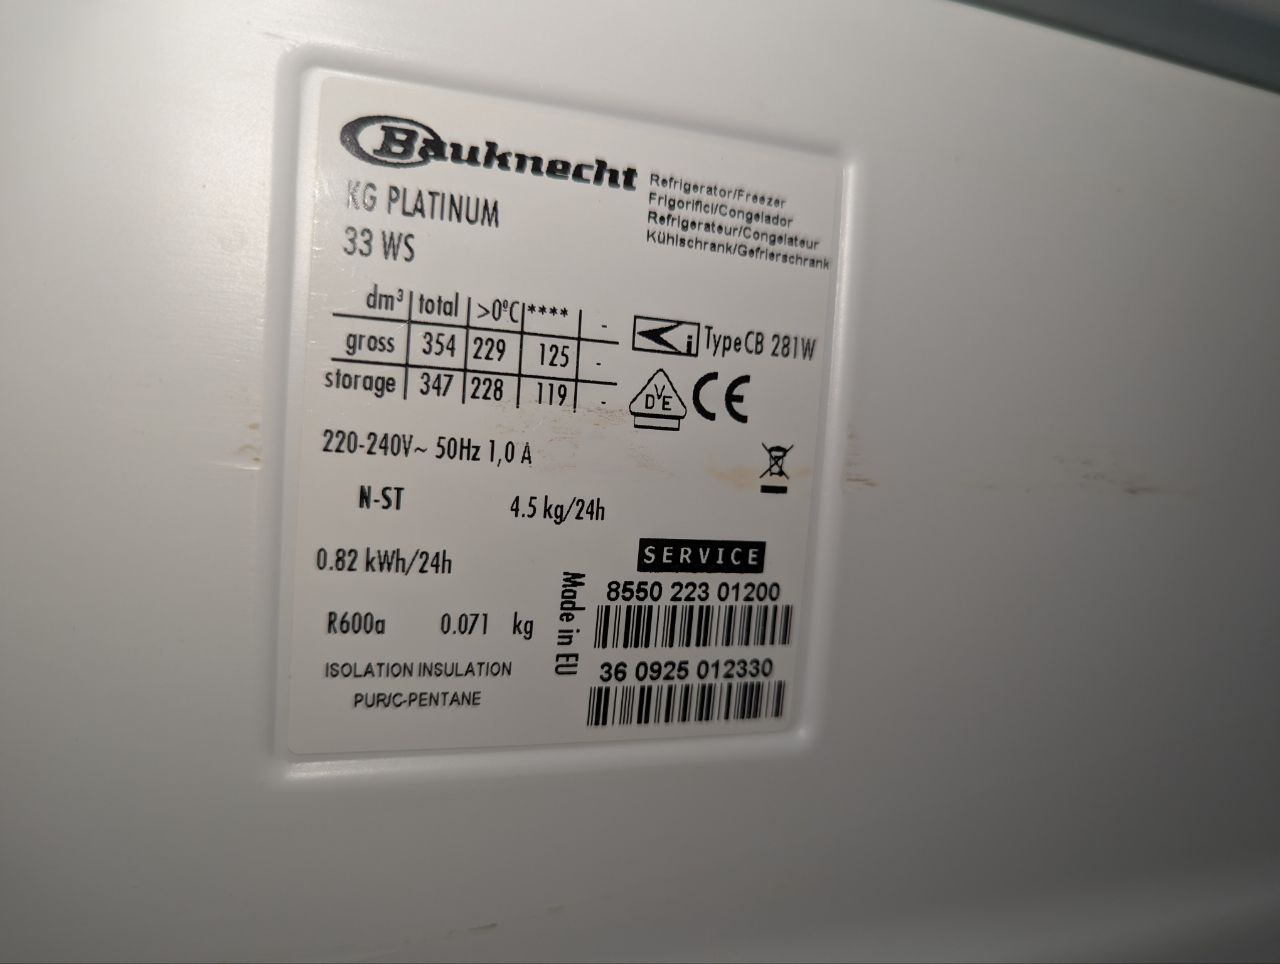 Bauknecht
KG PLATINUM
33 WS
Refrigerator/Freezer
Frigorifici/Congelador
Refrigerateur/Congelateur
Kühlschrank/Gefrierschrank
dm³ total >0°C **** -
gross 354 229 125 -
storage 347 228 119 -
i Type CB 281W
DVE CE
220-240V~ 50Hz 1,0 A
N-ST 4.5 kg/24h
0.82 kWh/24h
R600a 0.071 kg
ISOLATION INSULATION
PUR/C-PENTANE
Made in EU
SERVICE
8550 223 01200
36 0925 012330